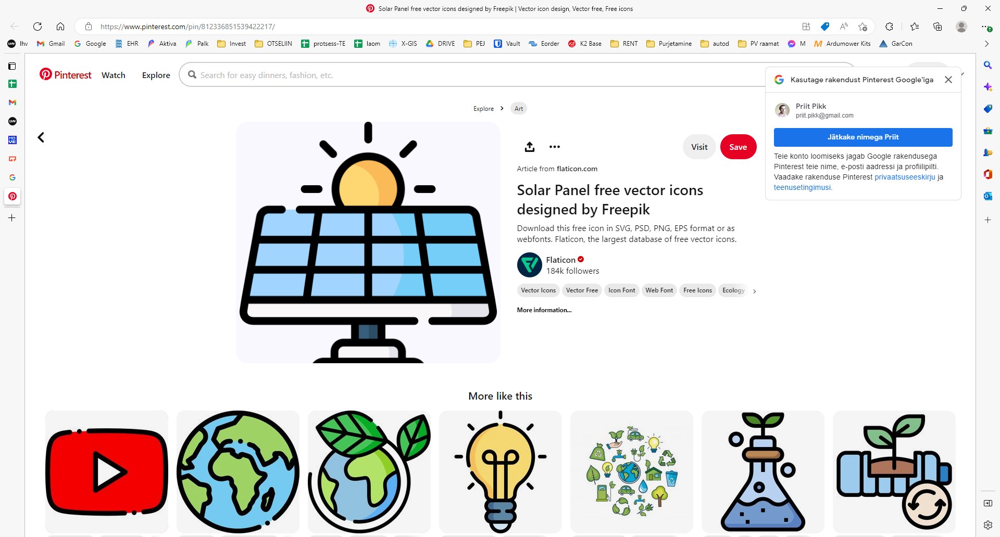 Solar Panel free vector icons designed by Freepik | Vector icon design, Vector free, Free icons
https://www.pinterest.com/pin/812336851539422217/
lhv Gmail Google EHR Aktiva Palk Invest OTSELIIN protsess-TE laom X-GIS DRIVE PEJ Vault Eorder K2 Base RENT Purjetamine autod PV raamat M Ardumower Kits GarCon
Pinterest Watch Explore Search for easy dinners, fashion, etc.
Kasutage rakendust Pinterest Google'iga
Priit Pikk
priit.pikk@gmail.com
Jätkake nimega Priit
Teie konto loomiseks jagab Google rakendusega
Pinterest teie nime, e-posti aadressi ja profiilipilti.
Vaadake rakenduse Pinterest privaatsuseeskirju ja
teenusetingimusi.
Explore Art
Visit Save
Article from flaticon.com
Solar Panel free vector icons
designed by Freepik
Download this free icon in SVG, PSD, PNG, EPS format or as
webfonts. Flaticon, the largest database of free vector icons.
Flaticon
184k followers
Vector Icons Vector Free Icon Font Web Font Free Icons Ecology
More information...
More like this